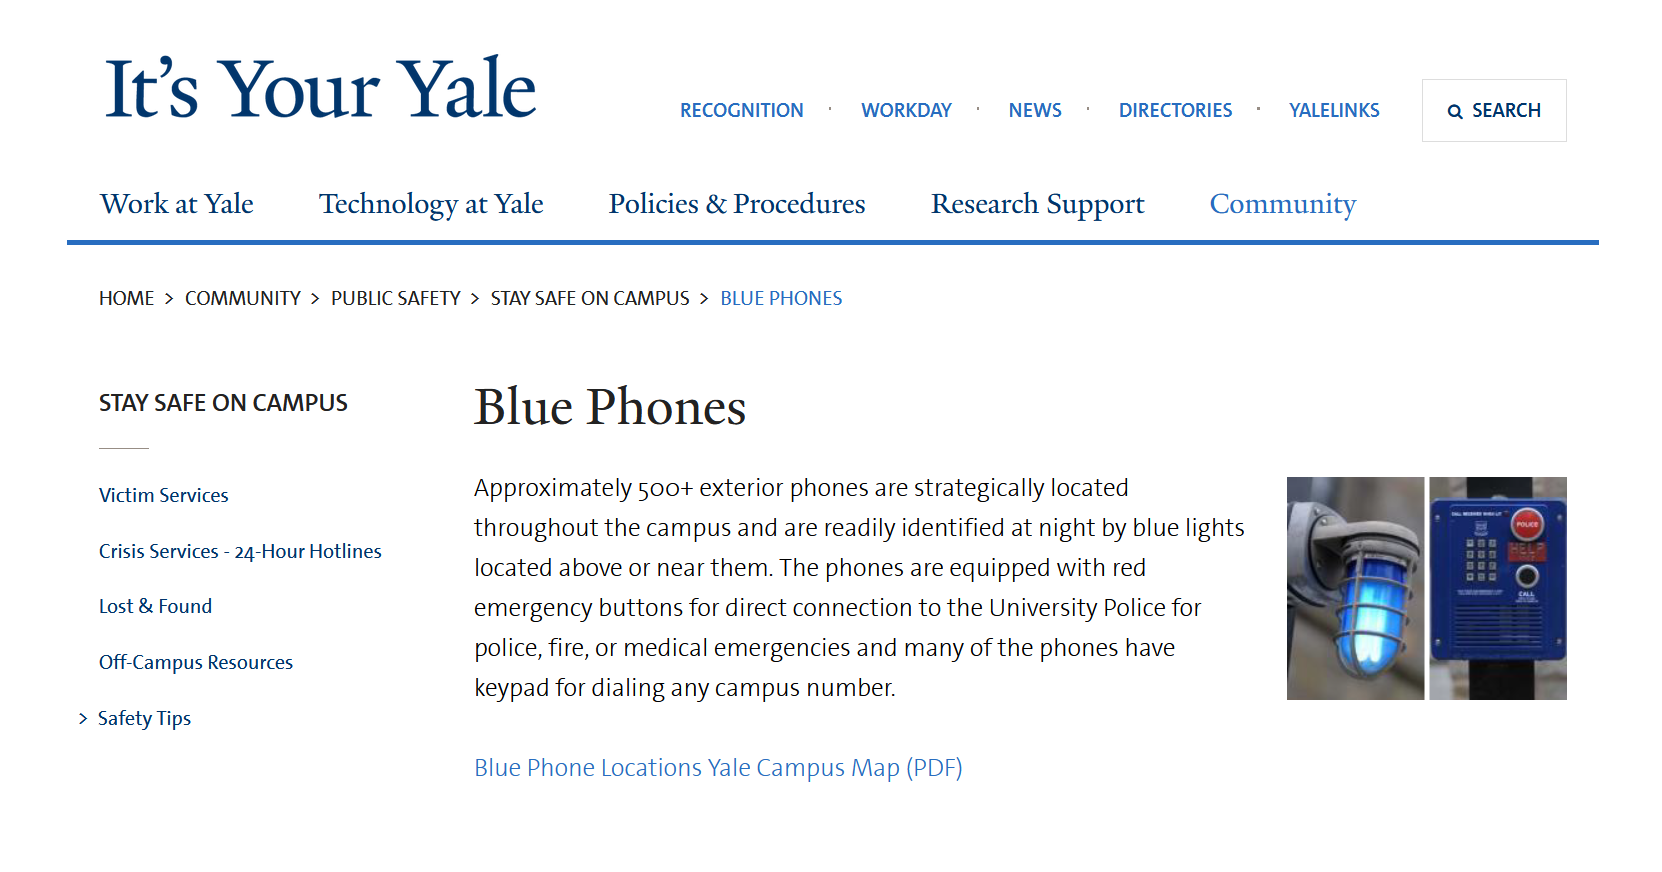 It's Your Yale
RECOGNITION · WORKDAY · NEWS · DIRECTORIES · YALELINKS
SEARCH
Work at Yale Technology at Yale Policies & Procedures Research Support Community
HOME > COMMUNITY > PUBLIC SAFETY > STAY SAFE ON CAMPUS > BLUE PHONES
STAY SAFE ON CAMPUS
Victim Services
Crisis Services - 24-Hour Hotlines
Lost & Found
Off-Campus Resources
> Safety Tips
Blue Phones
Approximately 500+ exterior phones are strategically located
throughout the campus and are readily identified at night by blue lights
located above or near them. The phones are equipped with red
emergency buttons for direct connection to the University Police for
police, fire, or medical emergencies and many of the phones have
keypad for dialing any campus number.
Blue Phone Locations Yale Campus Map (PDF)
POLICE
HELP
CALL